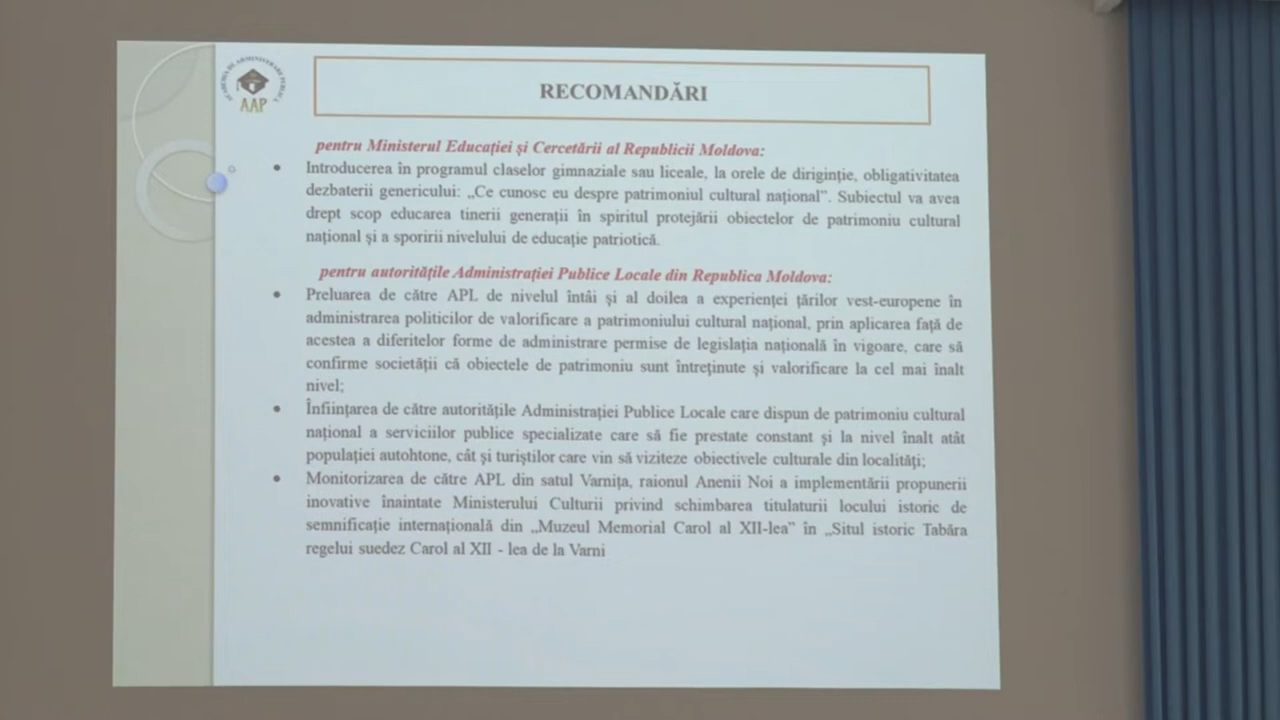 ACADEMIA DE ADMINISTRARE PUBLICĂ
AAP
RECOMANDĂRI
pentru Ministerul Educației și Cercetării al Republicii Moldova:
• Introducerea în programul claselor gimnaziale sau liceale, la orele de diriginție, obligativitatea
dezbaterii genericului: „Ce cunosc eu despre patrimoniul cultural național”. Subiectul va avea
drept scop educarea tinerii generații în spiritul protejării obiectelor de patrimoniu cultural
național și a sporirii nivelului de educație patriotică.
pentru autoritățile Administrației Publice Locale din Republica Moldova:
• Preluarea de către APL de nivelul întâi și al doilea a experienței țărilor vest-europene în
administrarea politicilor de valorificare a patrimoniului cultural național, prin aplicarea față de
acestea a diferitelor forme de administrare permise de legislația națională în vigoare, care să
confirme societății că obiectele de patrimoniu sunt întreținute și valorificare la cel mai înalt
nivel;
• Înființarea de către autoritățile Administrației Publice Locale care dispun de patrimoniu cultural
național a serviciilor publice specializate care să fie prestate constant și la nivel înalt atât
populației autohtone, cât și turiștilor care vin să viziteze obiectivele culturale din localități;
• Monitorizarea de către APL din satul Varnița, raionul Anenii Noi a implementării propunerii
inovative înaintate Ministerului Culturii privind schimbarea titulaturii locului istoric de
semnificație internațională din „Muzeul Memorial Carol al XII-lea” în „Situl istoric Tabăra
regelui suedez Carol al XII - lea de la Varni